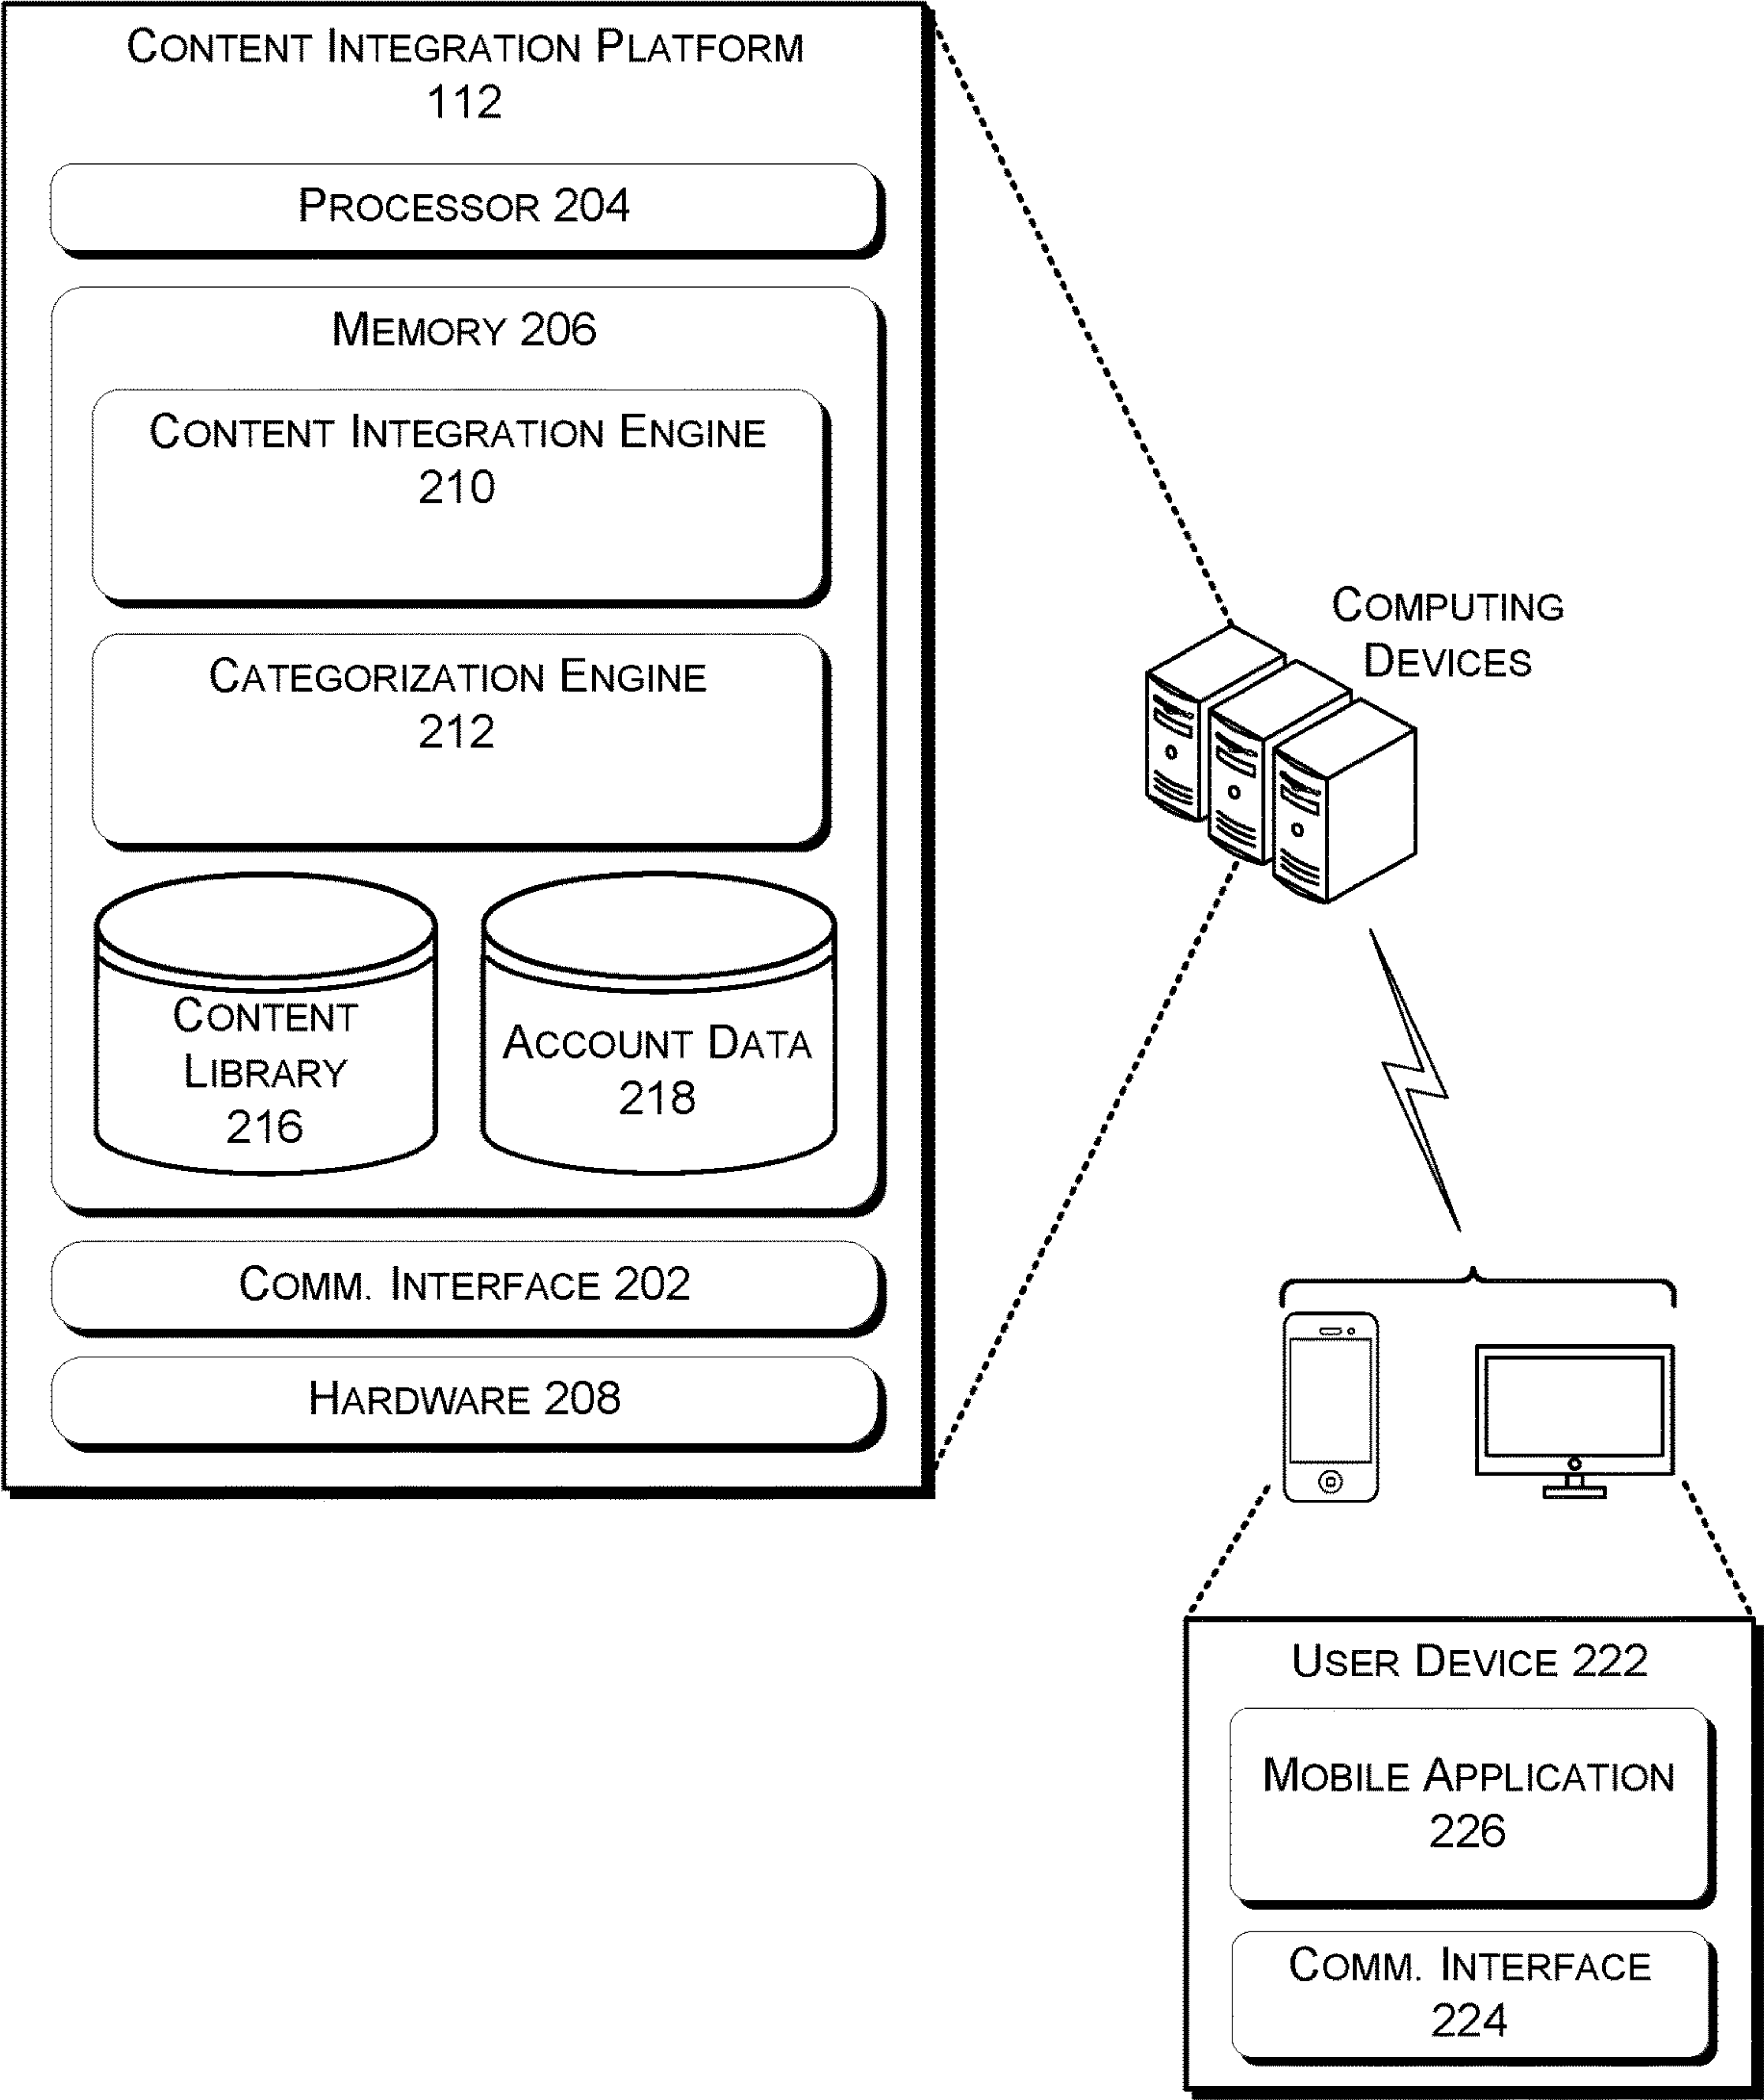 CONTENT INTEGRATION PLATFORM
112
PROCESSOR 204
MEMORY 206
CONTENT INTEGRATION ENGINE
210
CATEGORIZATION ENGINE
212
CONTENT
LIBRARY
216
ACCOUNT DATA
218
COMM. INTERFACE 202
HARDWARE 208
COMPUTING
DEVICES
USER DEVICE 222
MOBILE APPLICATION
226
COMM. INTERFACE
224